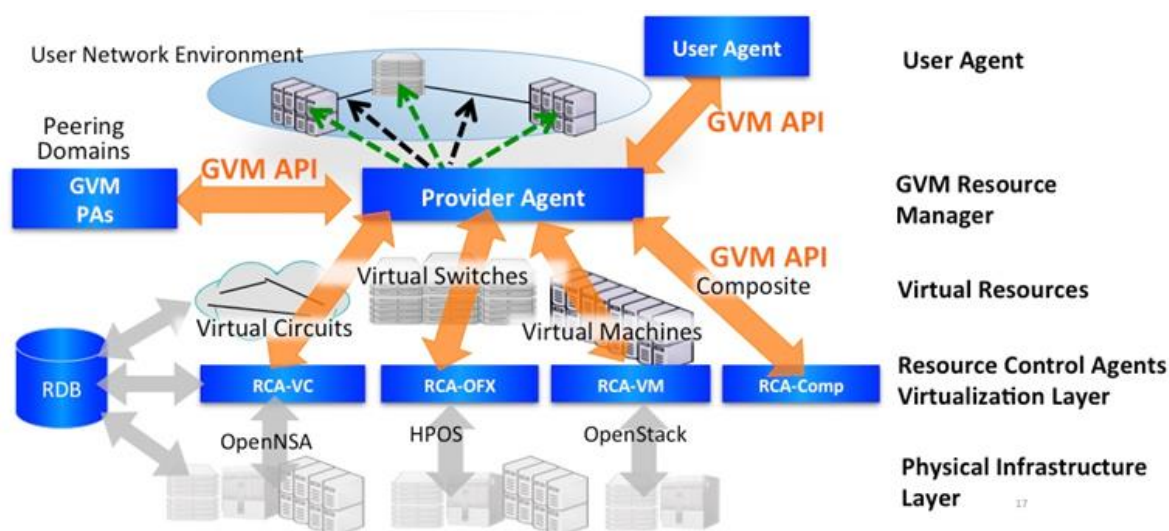 User Network Environment
User Agent
User Agent
GVM API
Peering
Domains
GVM API
GVM
PAs
Provider Agent
GVM Resource
Manager
GVM API
Virtual Switches
Composite
Virtual Resources
Virtual Circuits
Virtual Machines
RDB
RCA-VC
RCA-OFX
RCA-VM
RCA-Comp
Resource Control Agents
Virtualization Layer
OpenNSA
HPOS
OpenStack
Physical Infrastructure
Layer
17